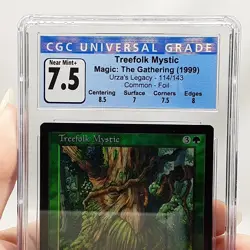 CGC UNIVERSAL GRADE
Near Mint+
7.5
Treefolk Mystic
Magic: The Gathering (1999)
Urza's Legacy - 114/143
Common - Foil
Centering Surface Corners Edges
8.5 7 7.5 8
Treefolk Mystic 3